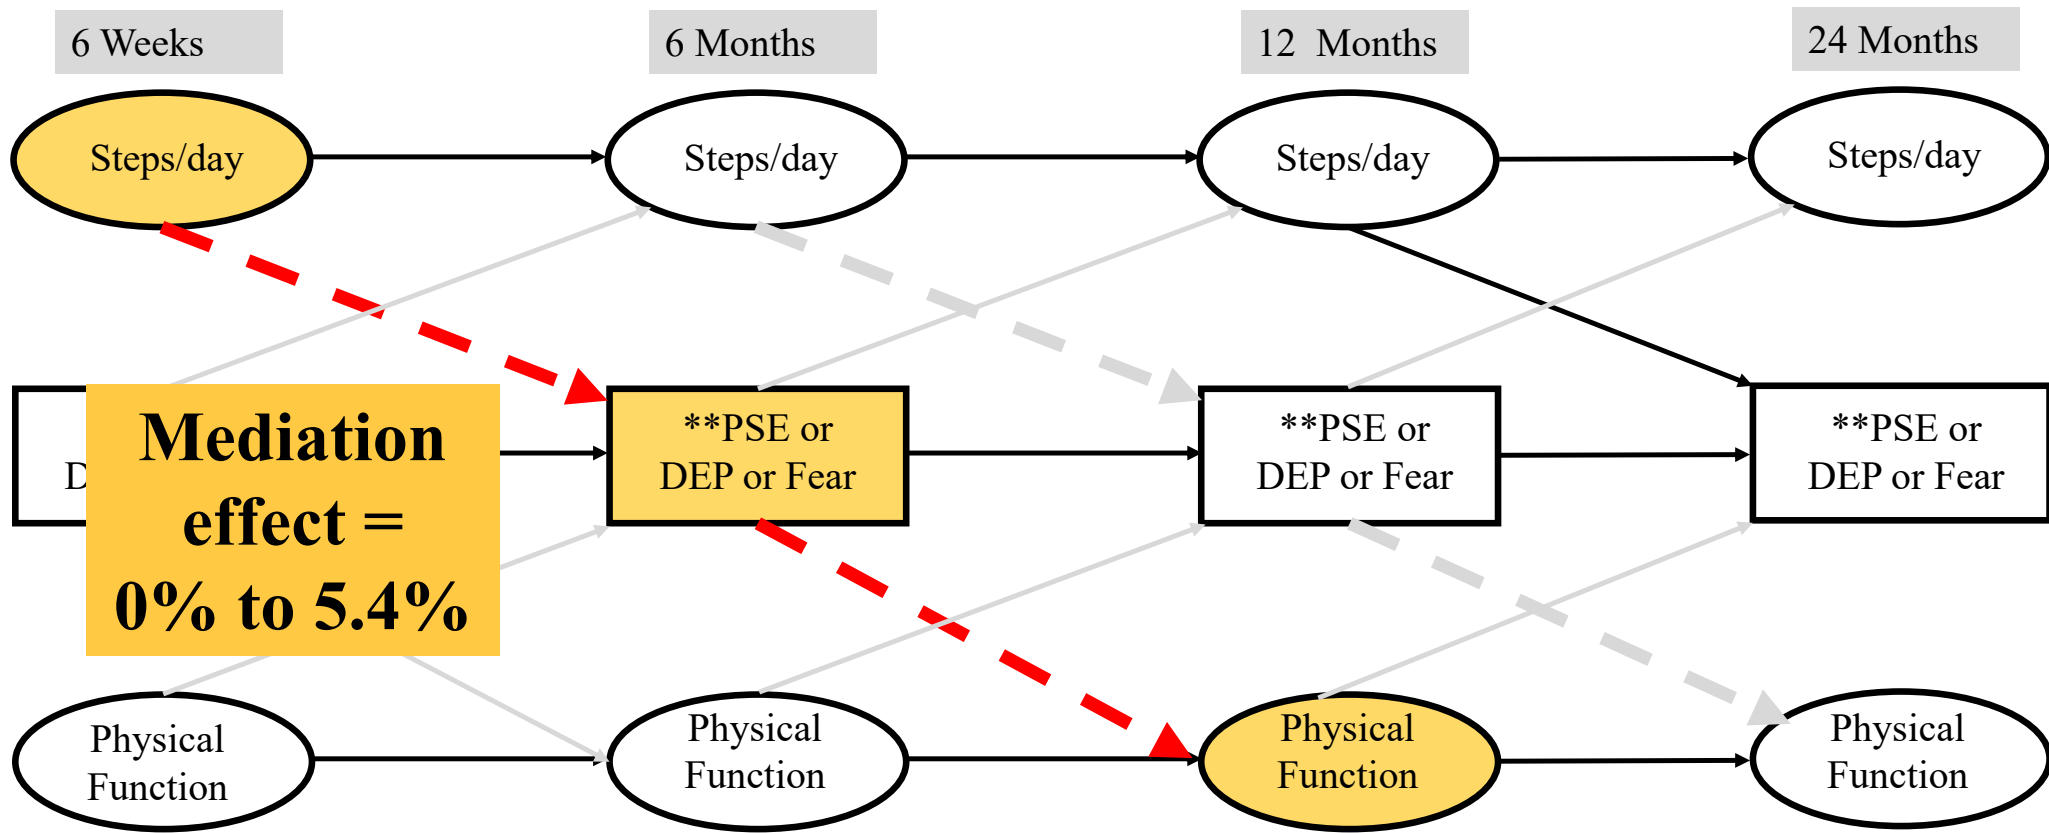 6 Weeks
6 Months
12 Months
24 Months
Steps/day
Steps/day
Steps/day
Steps/day
Mediation
effect =
0% to 5.4%
**PSE or
DEP or Fear
**PSE or
DEP or Fear
**PSE or
DEP or Fear
Physical
Function
Physical
Function
Physical
Function
Physical
Function